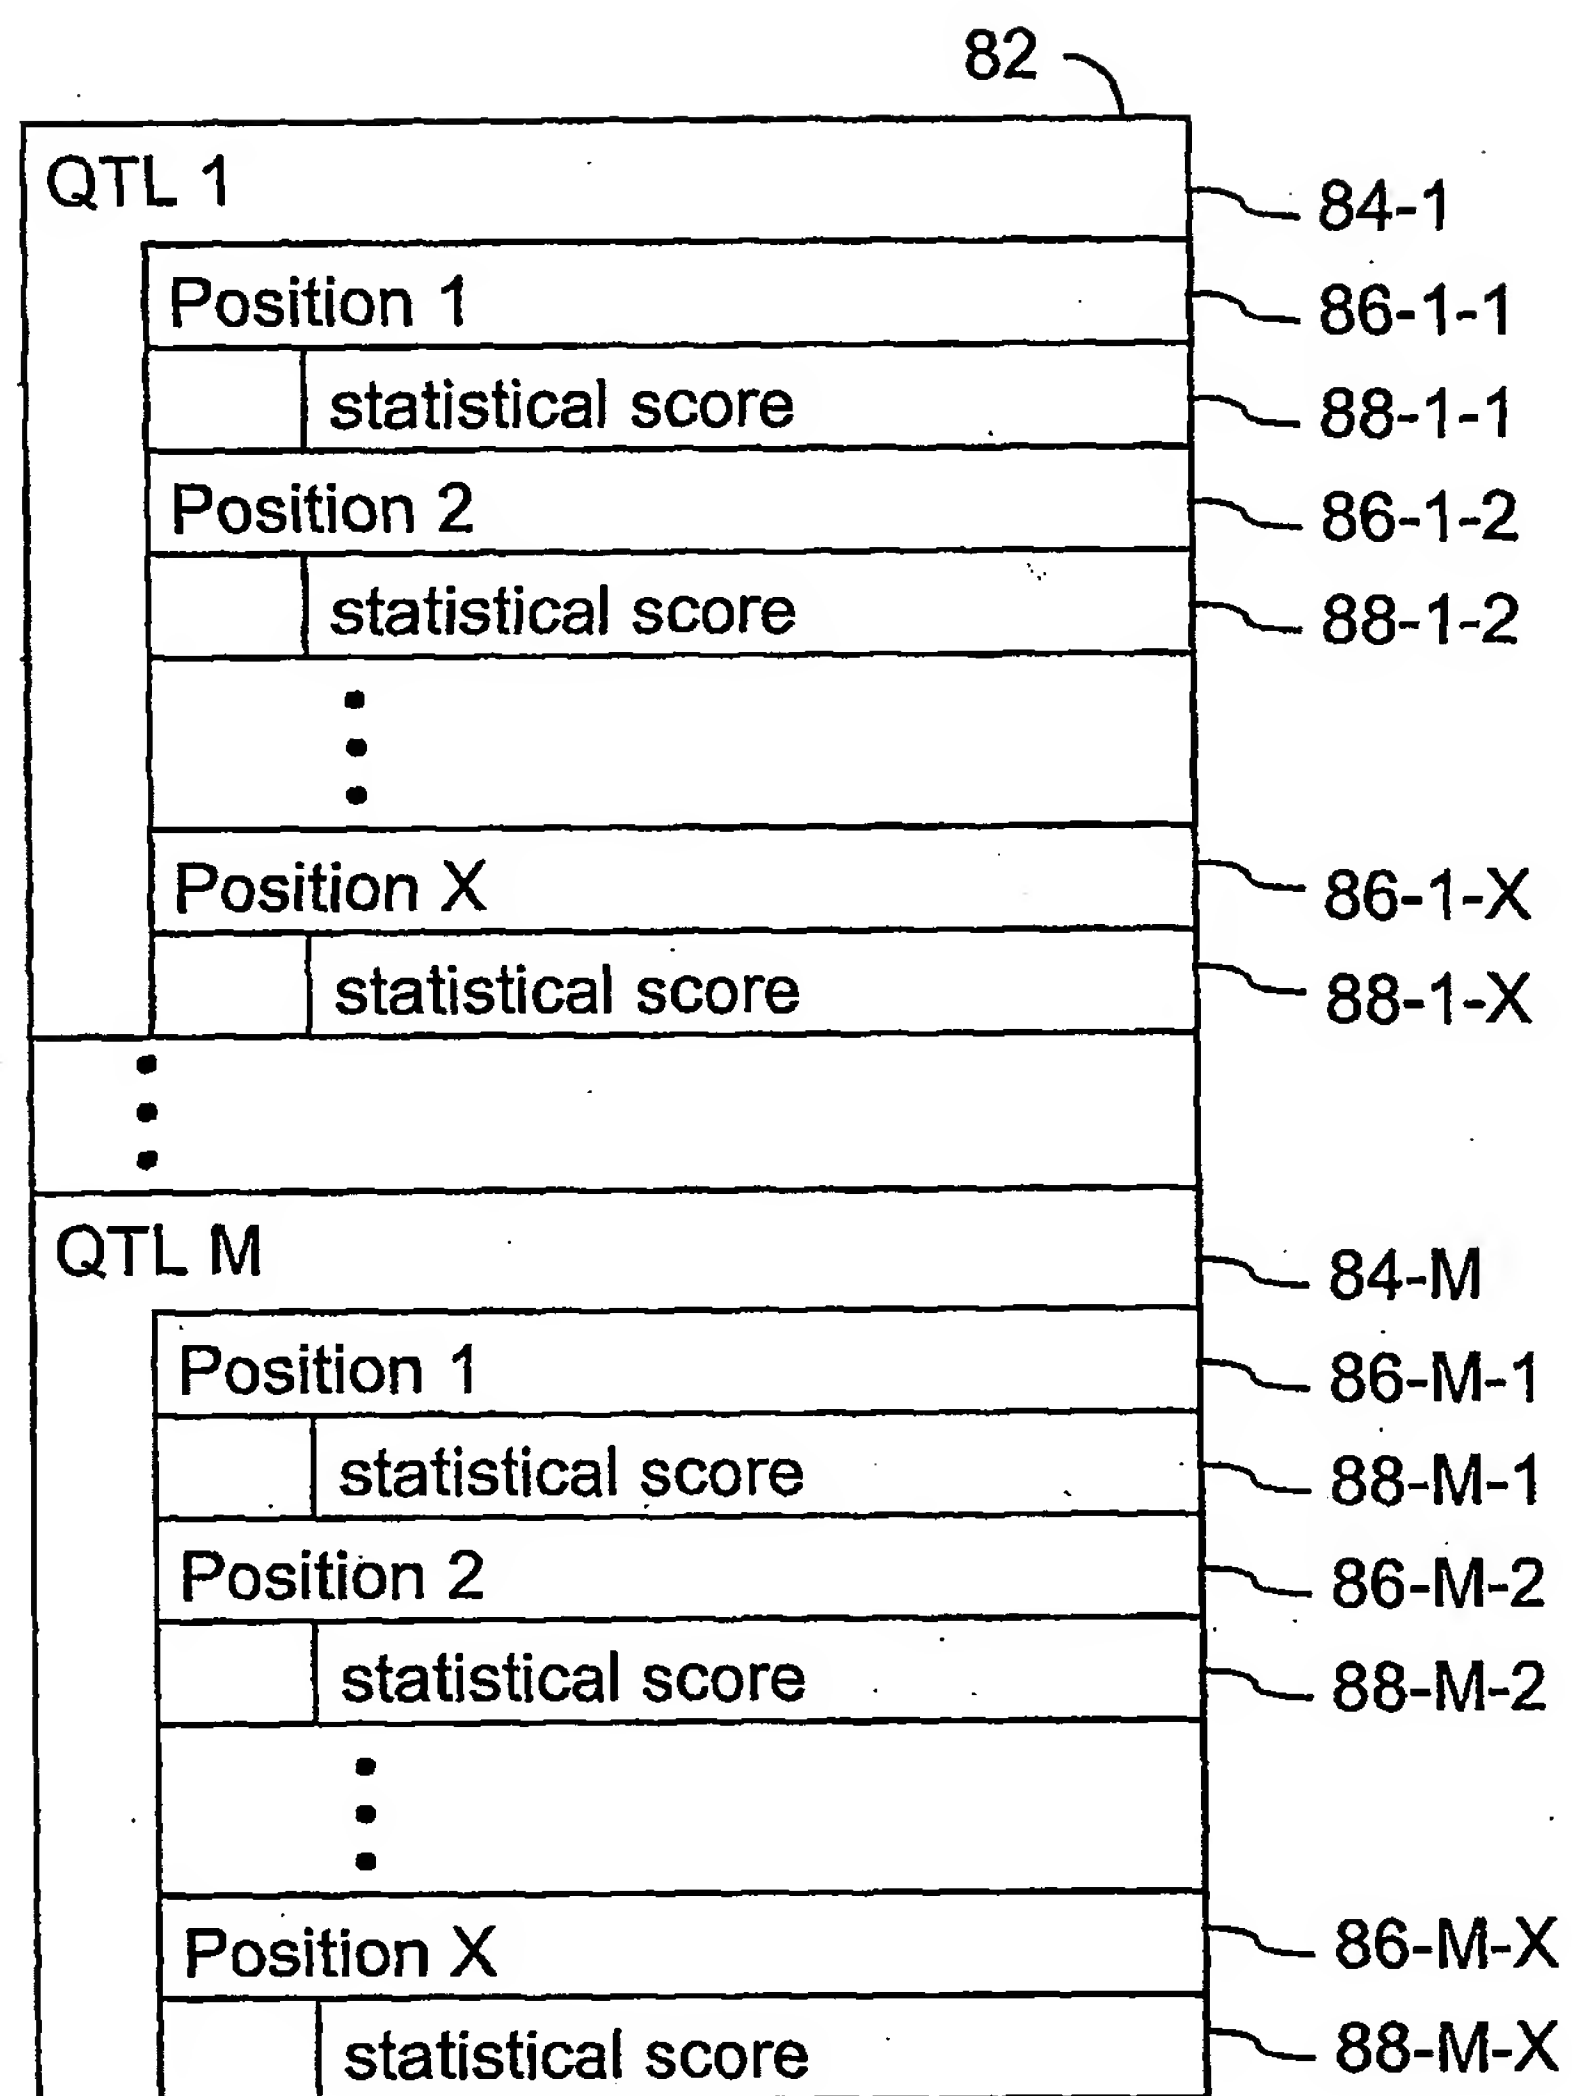 82
QTL 1
84-1
Position 1
86-1-1
statistical score
88-1-1
Position 2
86-1-2
statistical score
88-1-2
Position X
86-1-X
statistical score
88-1-X
QTL M
84-M
Position 1
86-M-1
statistical score
88-M-1
Position 2
86-M-2
statistical score
88-M-2
Position X
86-M-X
statistical score
88-M-X